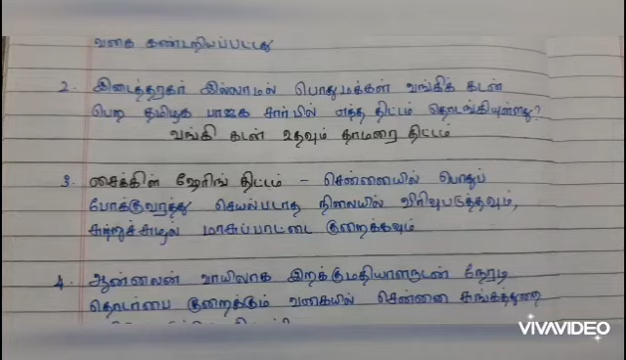 வகை கண்டறியப்பட்டது
2. இடைத்தரகர் இல்லாமல் பொதுமக்கள் வங்கிக் கடன்
பெற தமிழக பாஜக சார்பில் எந்த திட்டம் தொடங்கியுள்ளது?
வங்கி கடன் உதவும் தாமரை திட்டம்
3. சைக்கிள் ஷேரிங் திட்டம் - சென்னையில் பொதுப்
போக்குவரத்து செயல்படாத நிலையில் விரிவுபடுத்தவும்,
சுற்றுச்சூழல் மாசுப்பாட்டை குறைக்கவும்
4. ஆன்லைன் வாயிலாக இறக்குமதியாளருடன் நேரடி
தொடர்பை குறைக்கும் வகையில் சென்னை சுங்கத்துறை
VIVAVIDEO